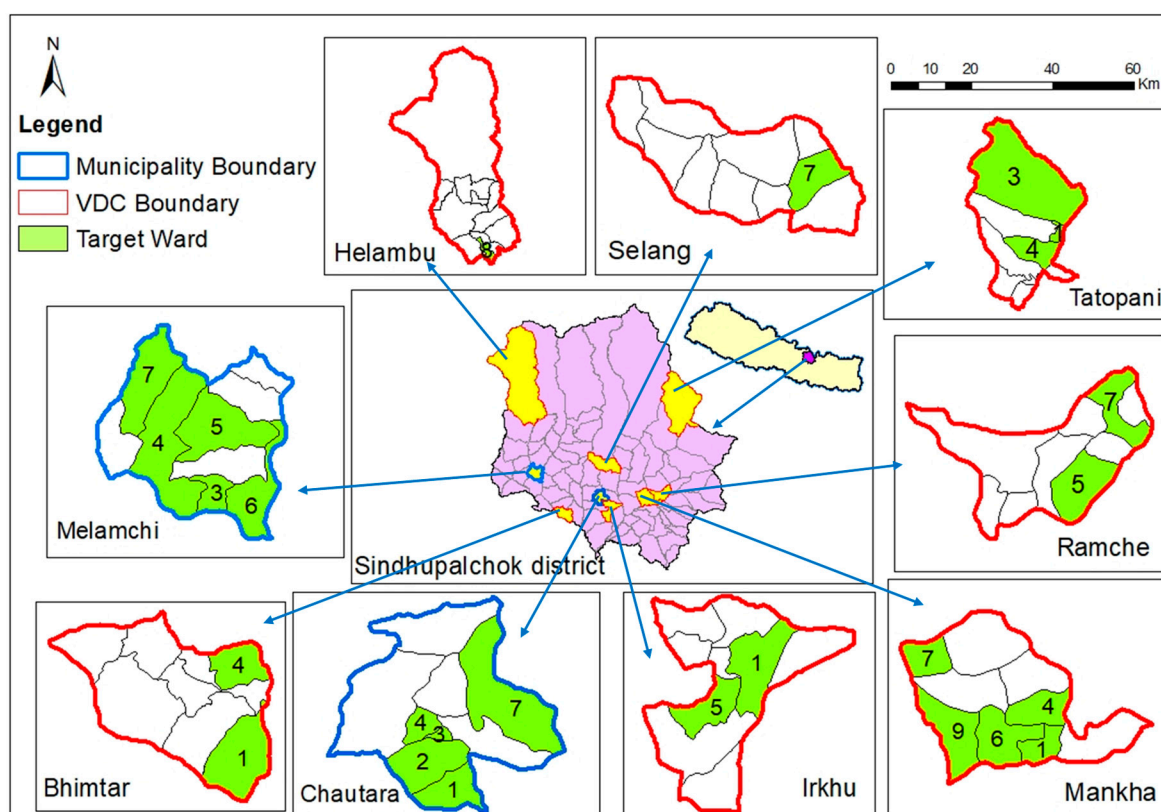 N
Legend
Municipality Boundary
VDC Boundary
Target Ward
8
Helambu
7
Selang
0 20 40 60
Km
3
1
4
Tatopani
7
5
4
3
6
Melamchi
Sindhupalchok district
7
5
Ramche
4
1
Bhimtar
7
4
3
2
1
Chautara
1
5
Irkhu
7
4
9
6
1
Mankha